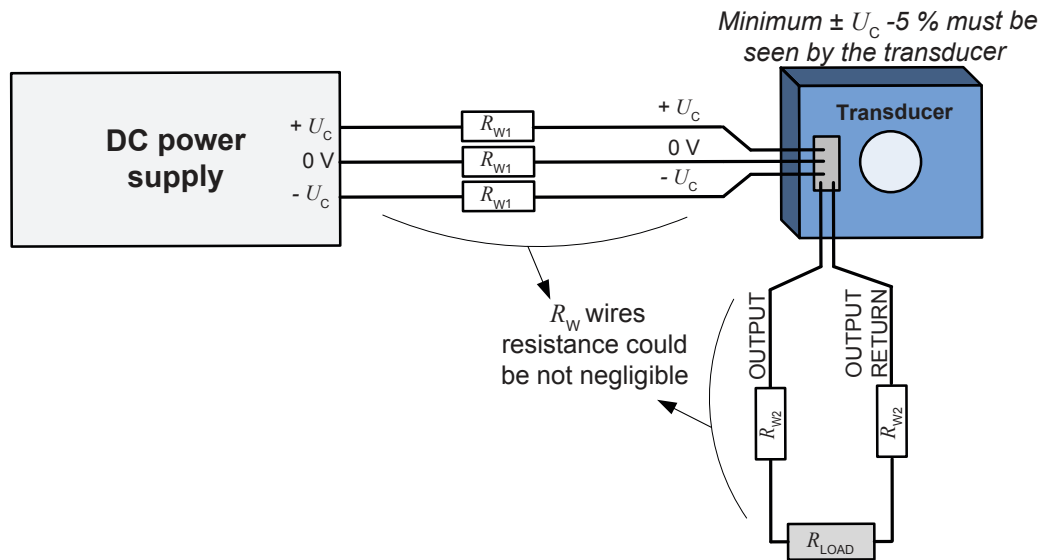 Minimum ± UC -5 % must be
seen by the transducer
DC power
supply
+ UC
0 V
- UC
RW1
RW1
RW1
+ UC
0 V
- UC
Transducer
RW wires
resistance could
be not negligible
OUTPUT
OUTPUT
RETURN
RW2
RW2
RLOAD